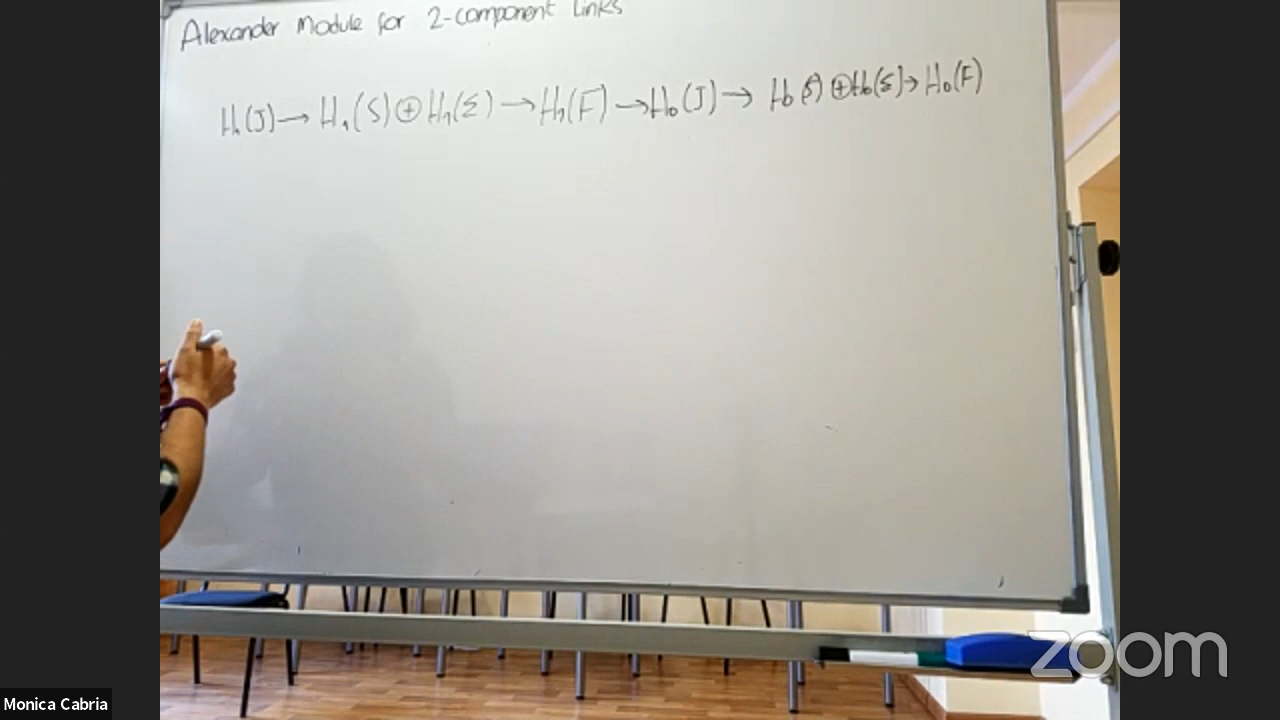 Alexander Module for 2-component Links
H₁(J) → H₁(S) ⊕ H₁(Σ) → H₁(F) → H₀(J) → H₀(S) ⊕ H₀(Σ) → H₀(F)
zoom
Monica Cabria